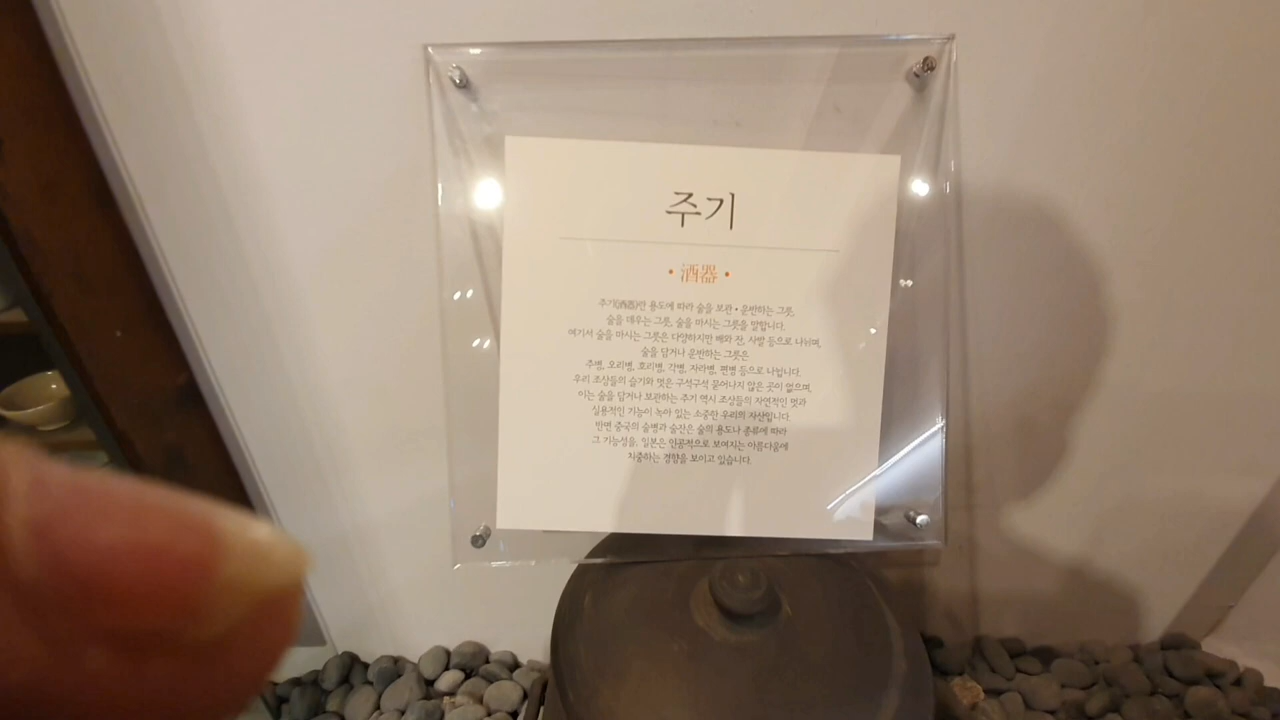 주기
• 酒器 •
주기(酒器)란 용도에 따라 술을 보관 • 운반하는 그릇,
술을 데우는 그릇, 술을 마시는 그릇을 말합니다.
여기서 술을 마시는 그릇은 다양하지만 배와 잔, 사발 등으로 나뉘며,
술을 담거나 운반하는 그릇은
주병, 오리병, 호리병, 각병, 자라병, 편병 등으로 나뉩니다.
우리 조상들의 슬기와 멋은 구석구석 묻어나지 않은 곳이 없으며,
이는 술을 담거나 보관하는 주기 역시 조상들의 자연적인 멋과
실용적인 기능이 녹아 있는 소중한 우리의 자산입니다.
반면 중국의 술병과 술잔은 술의 용도나 종류에 따라
그 기능성을, 일본은 인공적으로 보여지는 아름다움에
치중하는 경향을 보이고 있습니다.